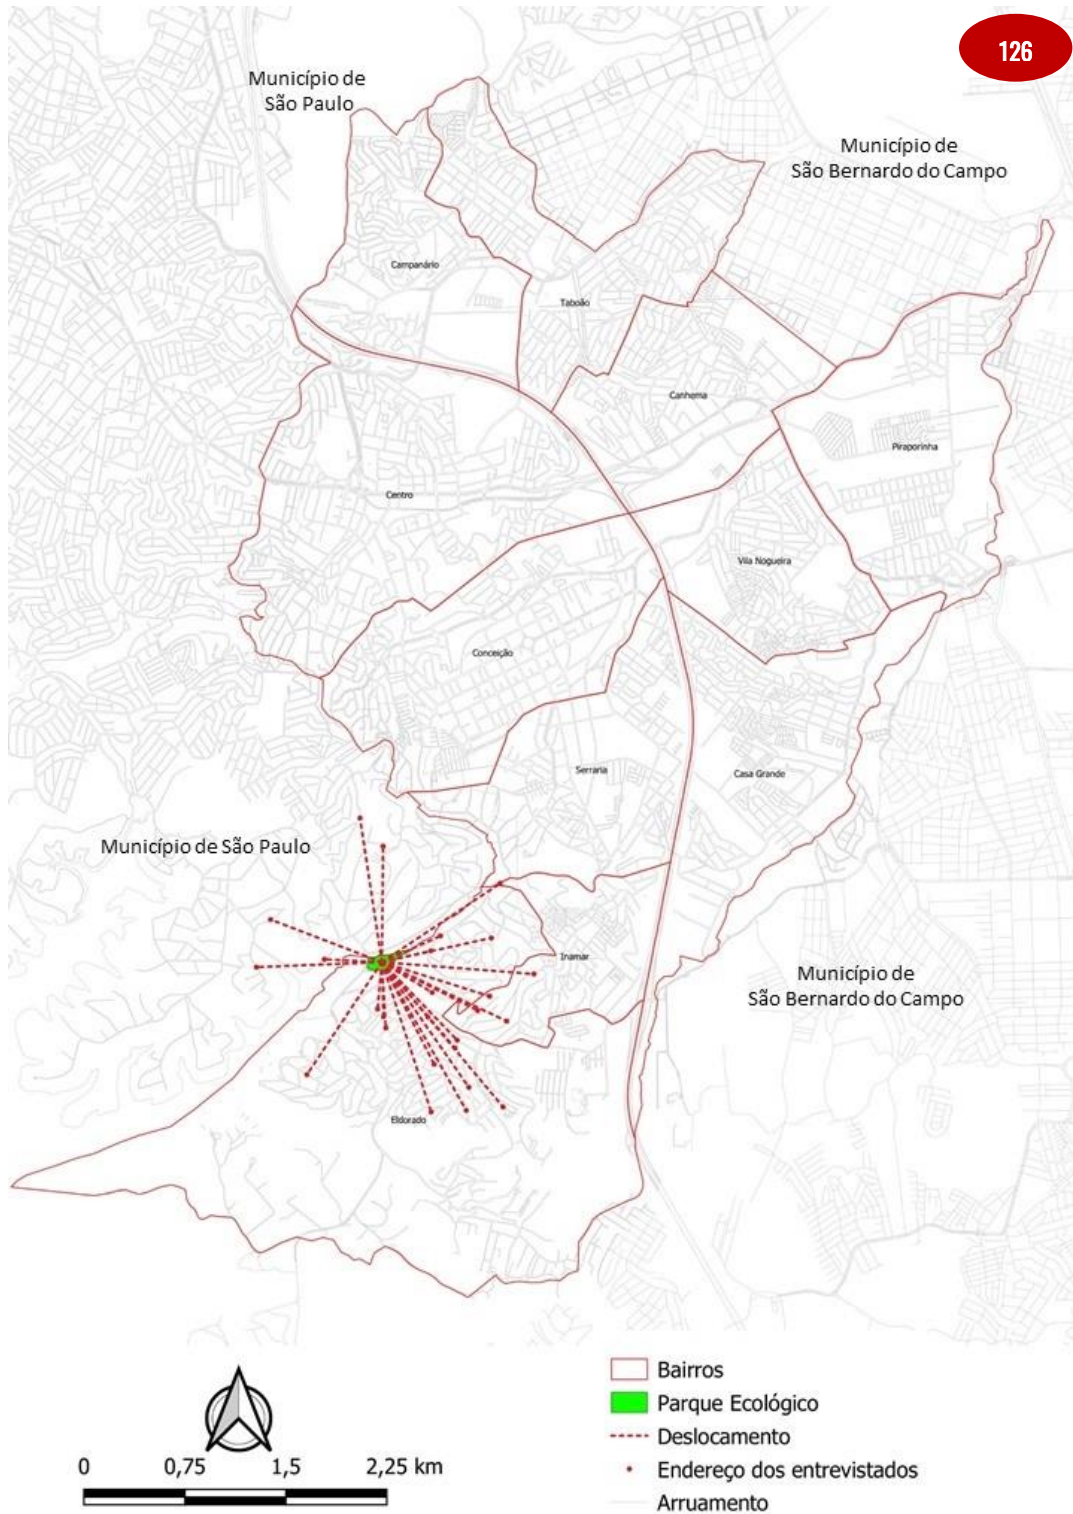 126
Município de
São Paulo
Município de
São Bernardo do Campo
Campanário
Taboão
Canhema
Piraporinha
Centro
Vila Nogueira
Conceição
Serraria
Casa Grande
Município de São Paulo
Inamar
Município de
São Bernardo do Campo
Eldorado
Bairros
Parque Ecológico
Deslocamento
Endereço dos entrevistados
Arruamento
0 0,75 1,5 2,25 km